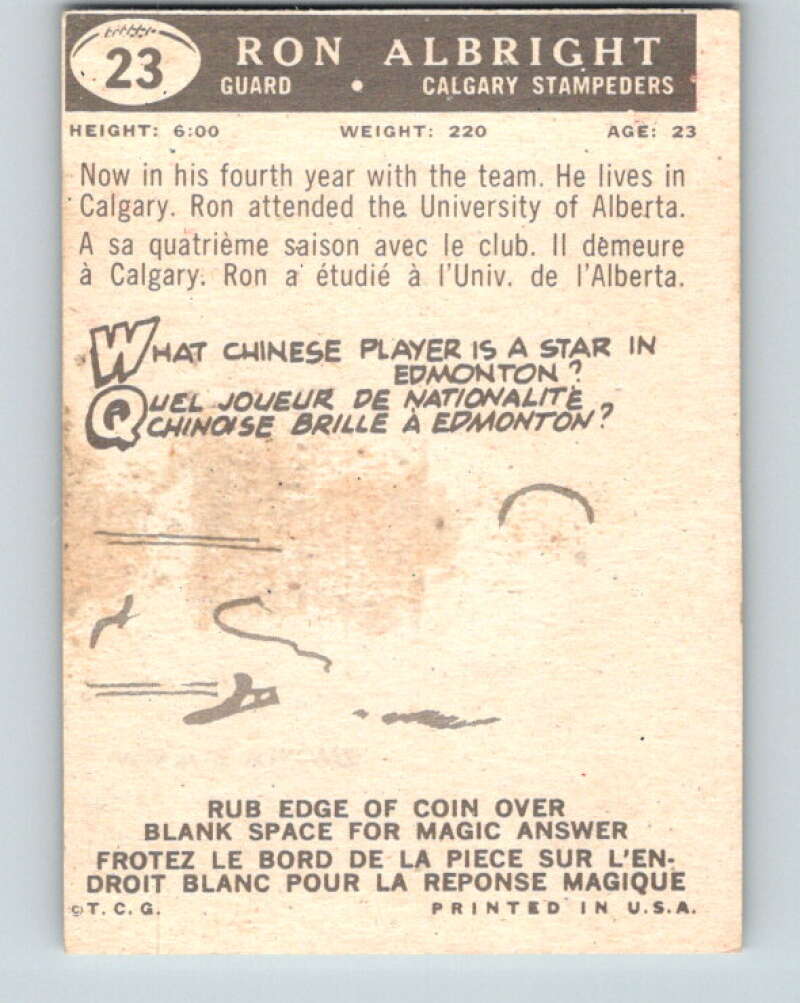 23
RON ALBRIGHT
GUARD • CALGARY STAMPEDERS
HEIGHT: 6:00 WEIGHT: 220 AGE: 23
Now in his fourth year with the team. He lives in
Calgary. Ron attended the University of Alberta.
A sa quatrième saison avec le club. Il demeure
à Calgary. Ron a étudié à l'Univ. de l'Alberta.
WHAT CHINESE PLAYER IS A STAR IN
EDMONTON?
QUEL JOUEUR DE NATIONALITÉ
CHINOISE BRILLE À EDMONTON?
RUB EDGE OF COIN OVER
BLANK SPACE FOR MAGIC ANSWER
FROTEZ LE BORD DE LA PIECE SUR L'EN-
DROIT BLANC POUR LA REPONSE MAGIQUE
©T.C.G. PRINTED IN U.S.A.